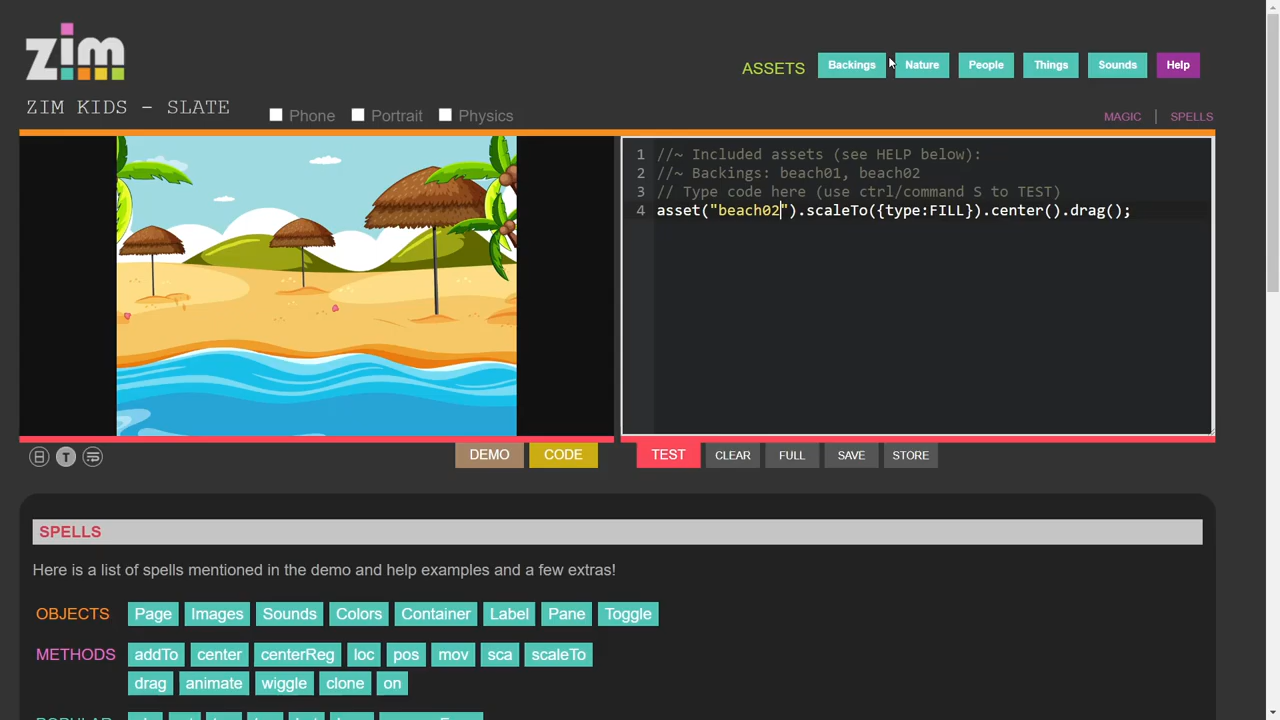 zim
ASSETS Backings Nature People Things Sounds Help
ZIM KIDS - SLATE Phone Portrait Physics MAGIC | SPELLS
1 //~ Included assets (see HELP below):
2 //~ Backings: beach01, beach02
3 // Type code here (use ctrl/command S to TEST)
4 asset("beach02").scaleTo({type:FILL}).center().drag();
T DEMO CODE TEST CLEAR FULL SAVE STORE
SPELLS
Here is a list of spells mentioned in the demo and help examples and a few extras!
OBJECTS Page Images Sounds Colors Container Label Pane Toggle
METHODS addTo center centerReg loc pos mov sca scaleTo
drag animate wiggle clone on
POPULAR